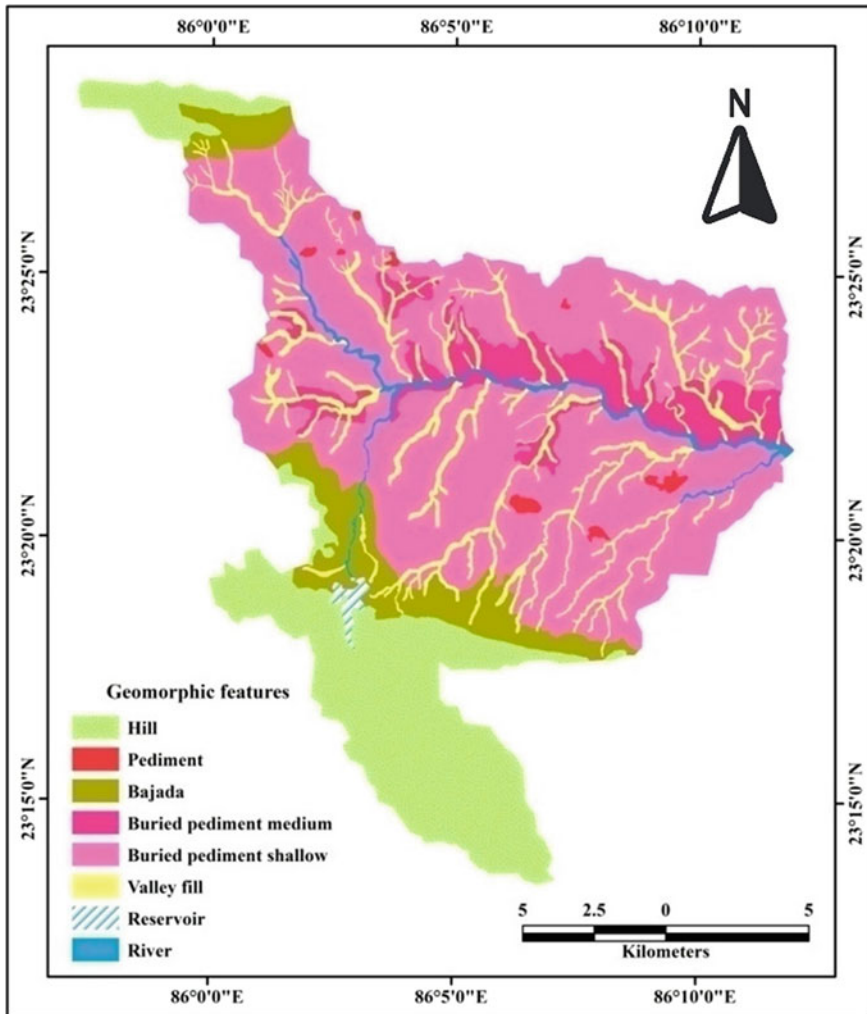 86°0'0"E 86°5'0"E 86°10'0"E
N
23°25'0"N 23°25'0"N
23°20'0"N 23°20'0"N
23°15'0"N 23°15'0"N
Geomorphic features
Hill
Pediment
Bajada
Buried pediment medium
Buried pediment shallow
Valley fill
Reservoir
River
5 2.5 0 5
Kilometers
86°0'0"E 86°5'0"E 86°10'0"E